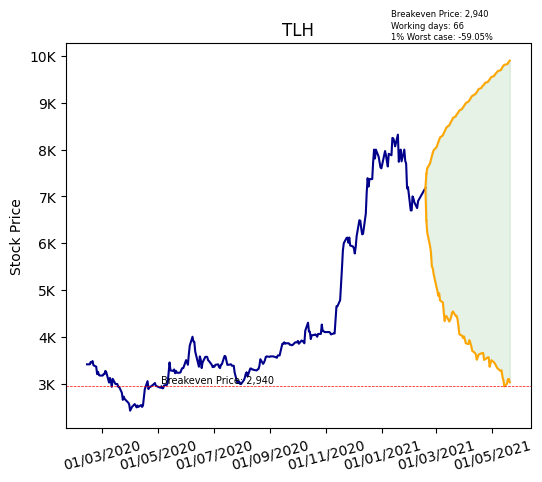 Breakeven Price: 2,940
Working days: 66
1% Worst case: -59.05%
TLH
10K
9K
8K
7K
6K
5K
4K
3K
Stock Price
Breakeven Price: 2,940
01/03/2020
01/05/2020
01/07/2020
01/09/2020
01/11/2020
01/01/2021
01/03/2021
01/05/2021